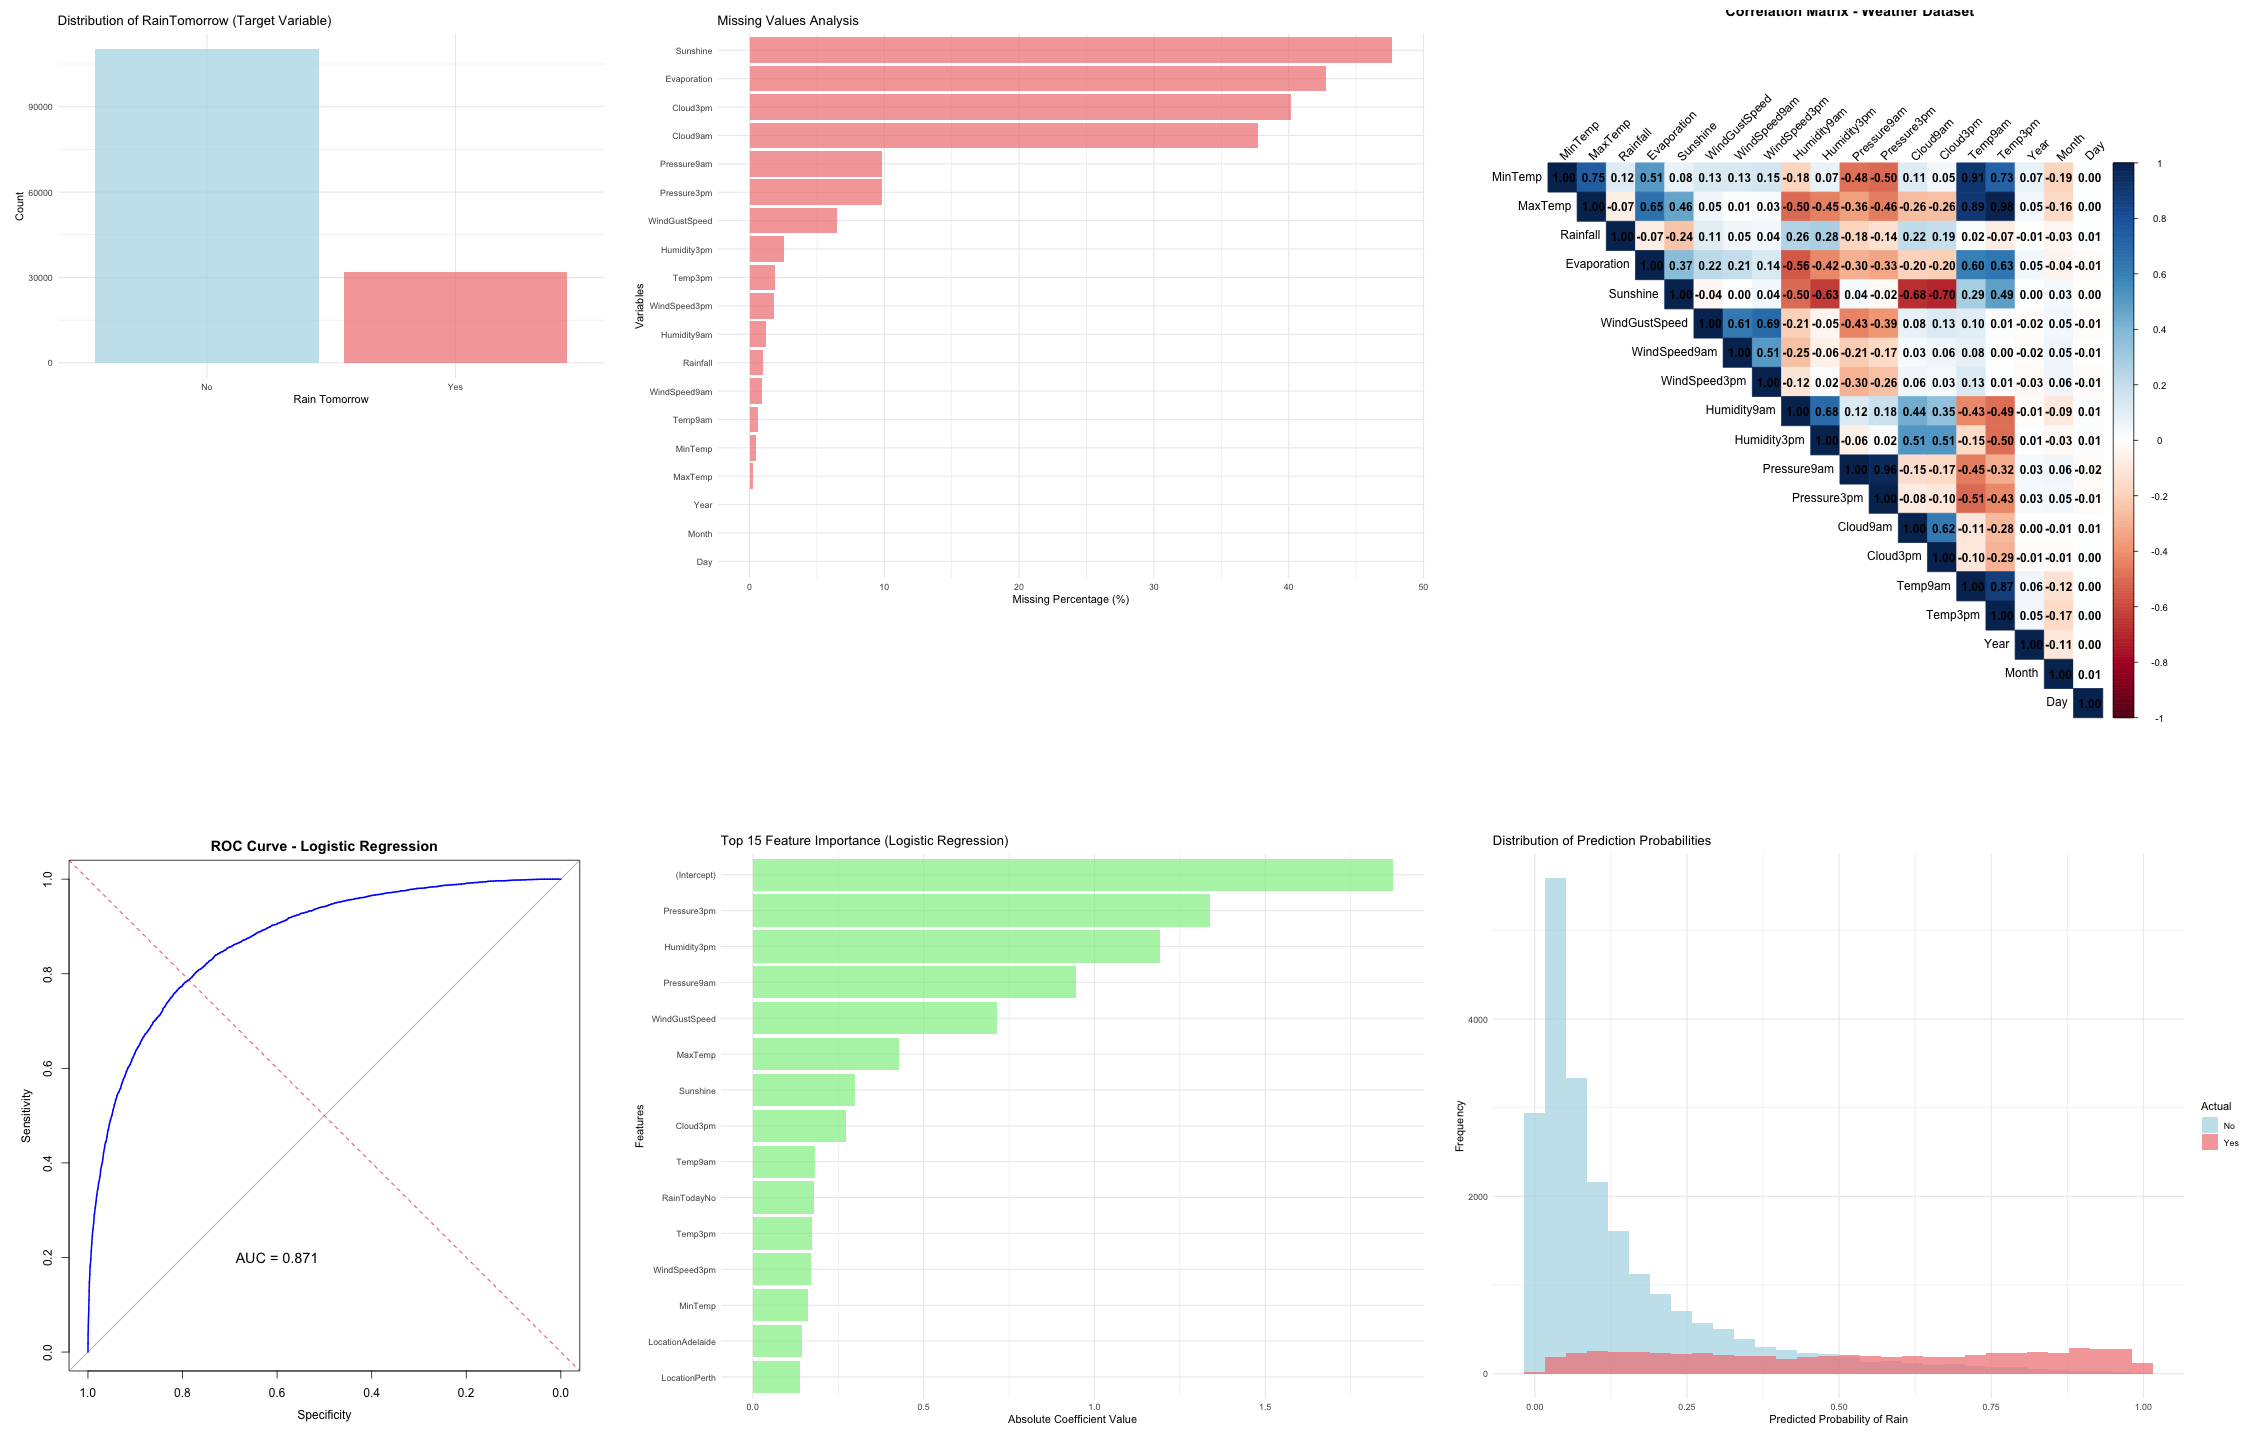 Distribution of RainTomorrow (Target Variable)
Count
90000
60000
30000
0
No Yes
Rain Tomorrow
Missing Values Analysis
Variables
Sunshine
Evaporation
Cloud3pm
Cloud9am
Pressure9am
Pressure3pm
WindGustSpeed
Humidity3pm
Temp3pm
WindSpeed3pm
Humidity9am
Rainfall
WindSpeed9am
Temp9am
MinTemp
MaxTemp
Year
Month
Day
0 10 20 30 40 50
Missing Percentage (%)
Correlation Matrix - Weather Dataset
MinTemp MaxTemp Rainfall Evaporation Sunshine WindGustSpeed WindSpeed9am WindSpeed3pm Humidity9am Humidity3pm Pressure9am Pressure3pm Cloud9am Cloud3pm Temp9am Temp3pm Year Month Day
MinTemp 1.00 0.75 0.12 0.51 0.08 0.13 0.13 0.15 -0.18 0.07 -0.48 -0.50 0.11 0.05 0.91 0.73 0.07 -0.19 0.00
MaxTemp 1.00 -0.07 0.65 0.46 0.05 0.01 0.03 -0.50 -0.45 -0.36 -0.46 -0.26 -0.26 0.89 0.98 0.05 -0.16 0.00
Rainfall 1.00 -0.07 -0.24 0.11 0.05 0.04 0.26 0.28 -0.18 -0.14 0.22 0.19 0.02 -0.07 -0.01 -0.03 0.01
Evaporation 1.00 0.37 0.22 0.21 0.14 -0.56 -0.42 -0.30 -0.33 -0.20 -0.20 0.60 0.63 0.05 -0.04 -0.01
Sunshine 1.00 -0.04 0.00 0.04 -0.50 -0.63 0.04 -0.02 -0.68 -0.70 0.29 0.49 0.00 0.03 0.00
WindGustSpeed 1.00 0.61 0.69 -0.21 -0.05 -0.43 -0.39 0.08 0.13 0.10 0.01 -0.02 0.05 -0.01
WindSpeed9am 1.00 0.51 -0.25 -0.06 -0.21 -0.17 0.03 0.06 0.08 0.00 -0.02 0.05 -0.01
WindSpeed3pm 1.00 -0.12 0.02 -0.30 -0.26 0.06 0.03 0.13 0.01 -0.03 0.06 -0.01
Humidity9am 1.00 0.68 0.12 0.18 0.44 0.35 -0.43 -0.49 -0.01 -0.09 0.01
Humidity3pm 1.00 -0.06 0.02 0.51 0.51 -0.15 -0.50 0.01 -0.03 0.01
Pressure9am 1.00 0.96 -0.15 -0.17 -0.45 -0.32 0.03 0.06 -0.02
Pressure3pm 1.00 -0.08 -0.10 -0.51 -0.43 0.03 0.05 -0.01
Cloud9am 1.00 0.62 -0.11 -0.28 0.00 -0.01 0.01
Cloud3pm 1.00 -0.10 -0.29 -0.01 -0.01 0.00
Temp9am 1.00 0.87 0.06 -0.12 0.00
Temp3pm 1.00 0.05 -0.17 0.00
Year 1.00 -0.11 0.00
Month 1.00 0.01
Day 1.00
1
0.8
0.6
0.4
0.2
0
-0.2
-0.4
-0.6
-0.8
-1
ROC Curve - Logistic Regression
Sensitivity
1.0
0.8
0.6
0.4
0.2
0.0
AUC = 0.871
1.0 0.8 0.6 0.4 0.2 0.0
Specificity
Top 15 Feature Importance (Logistic Regression)
Features
(Intercept)
Pressure3pm
Humidity3pm
Pressure9am
WindGustSpeed
MaxTemp
Sunshine
Cloud3pm
Temp9am
RainTodayNo
Temp3pm
WindSpeed3pm
MinTemp
LocationAdelaide
LocationPerth
0.0 0.5 1.0 1.5
Absolute Coefficient Value
Distribution of Prediction Probabilities
Frequency
4000
2000
0
0.00 0.25 0.50 0.75 1.00
Predicted Probability of Rain
Actual
No
Yes